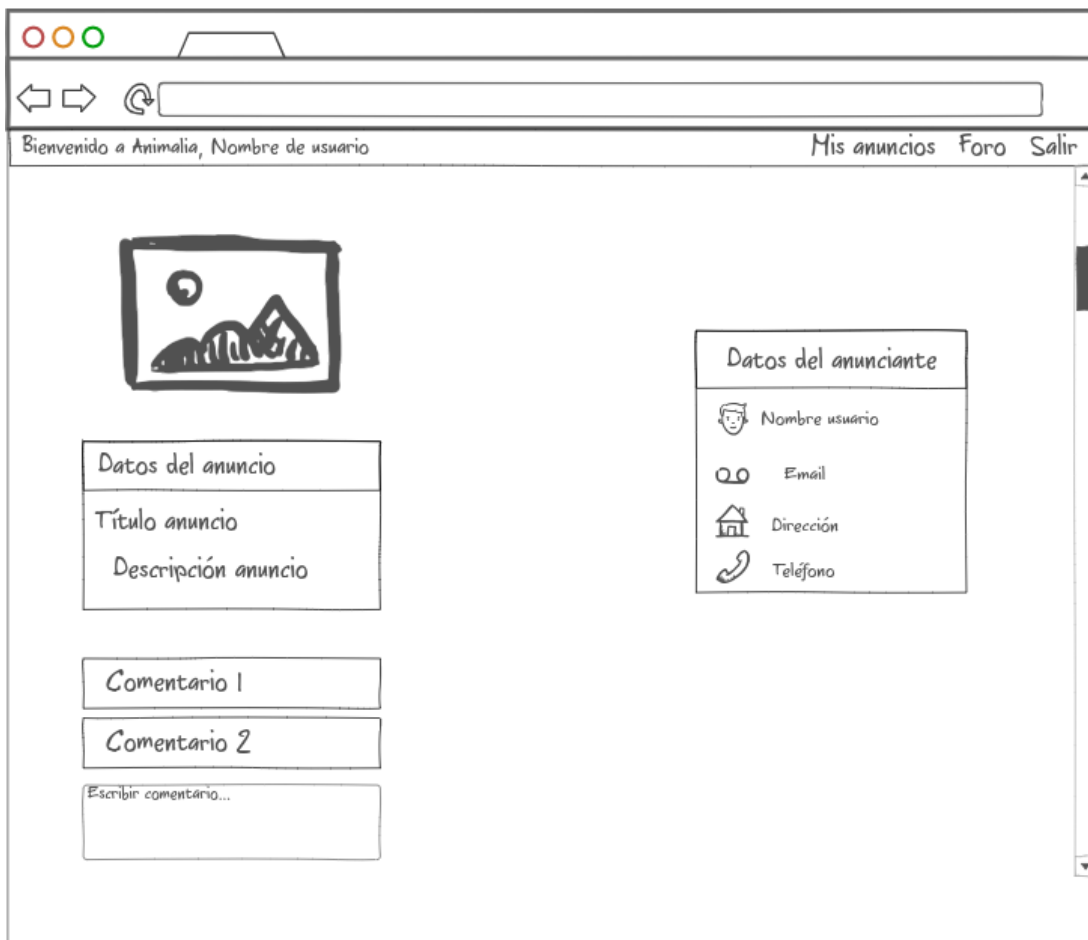 Bienvenido a Animalia, Nombre de usuario
Mis anuncios Foro Salir
Datos del anuncio
Título anuncio
Descripción anuncio
Comentario 1
Comentario 2
Escribir comentario...
Datos del anunciante
Nombre usuario
Email
Dirección
Teléfono